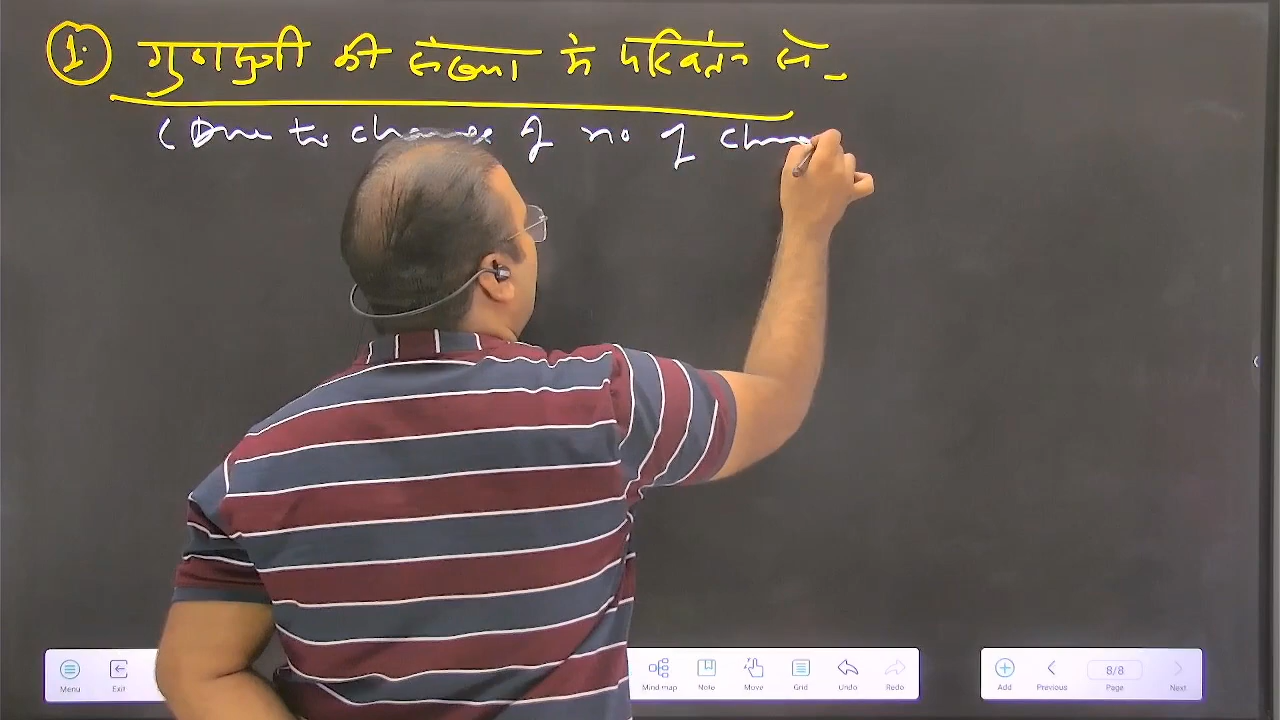 1. गुणसूत्रों की संख्या में परिवर्तन से -
(Due to change of no of
Menu
Exit
Mind map
Note
Move
Grid
Undo
Redo
Add
Previous
8/8
Page
Next